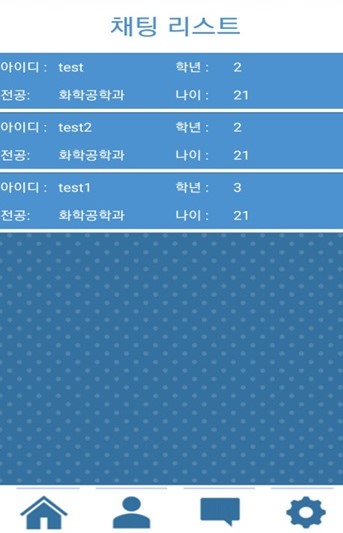 채팅 리스트
아이디 : test 학년 : 2
전공: 화학공학과 나이 : 21
아이디 : test2 학년 : 2
전공: 화학공학과 나이 : 21
아이디 : test1 학년 : 3
전공: 화학공학과 나이 : 21